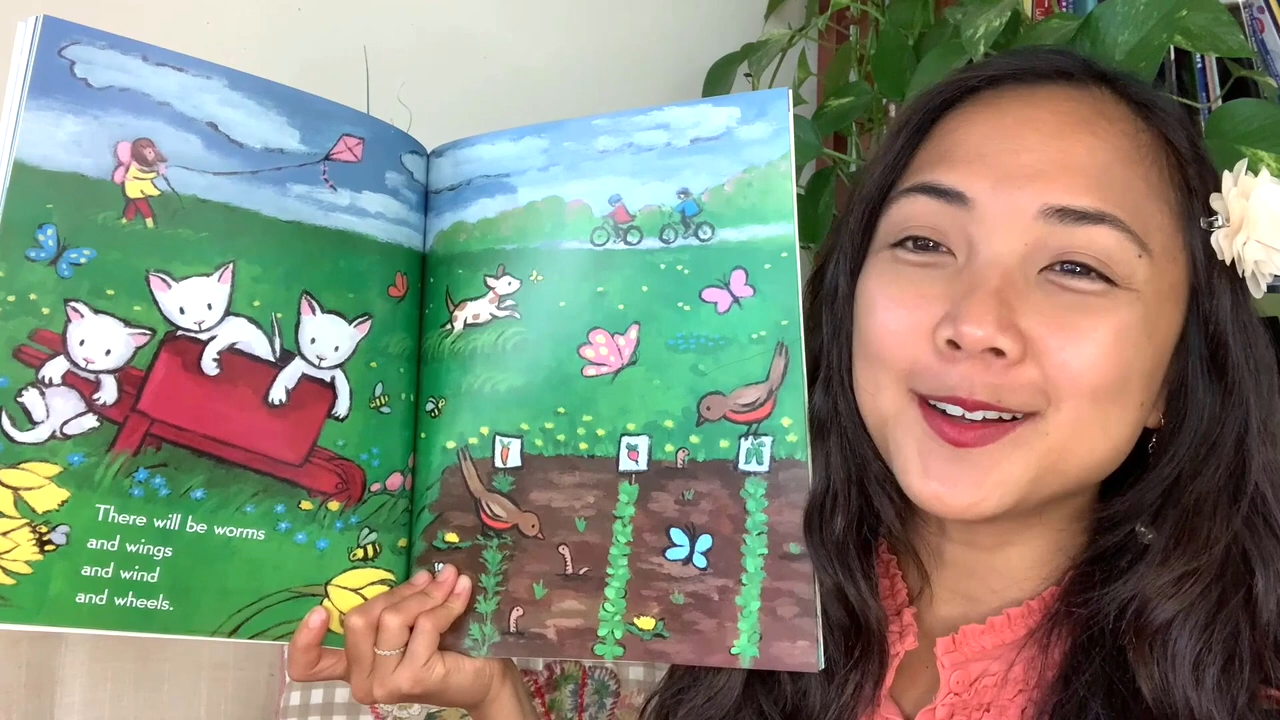 There will be worms
and wings
and wind
and wheels.